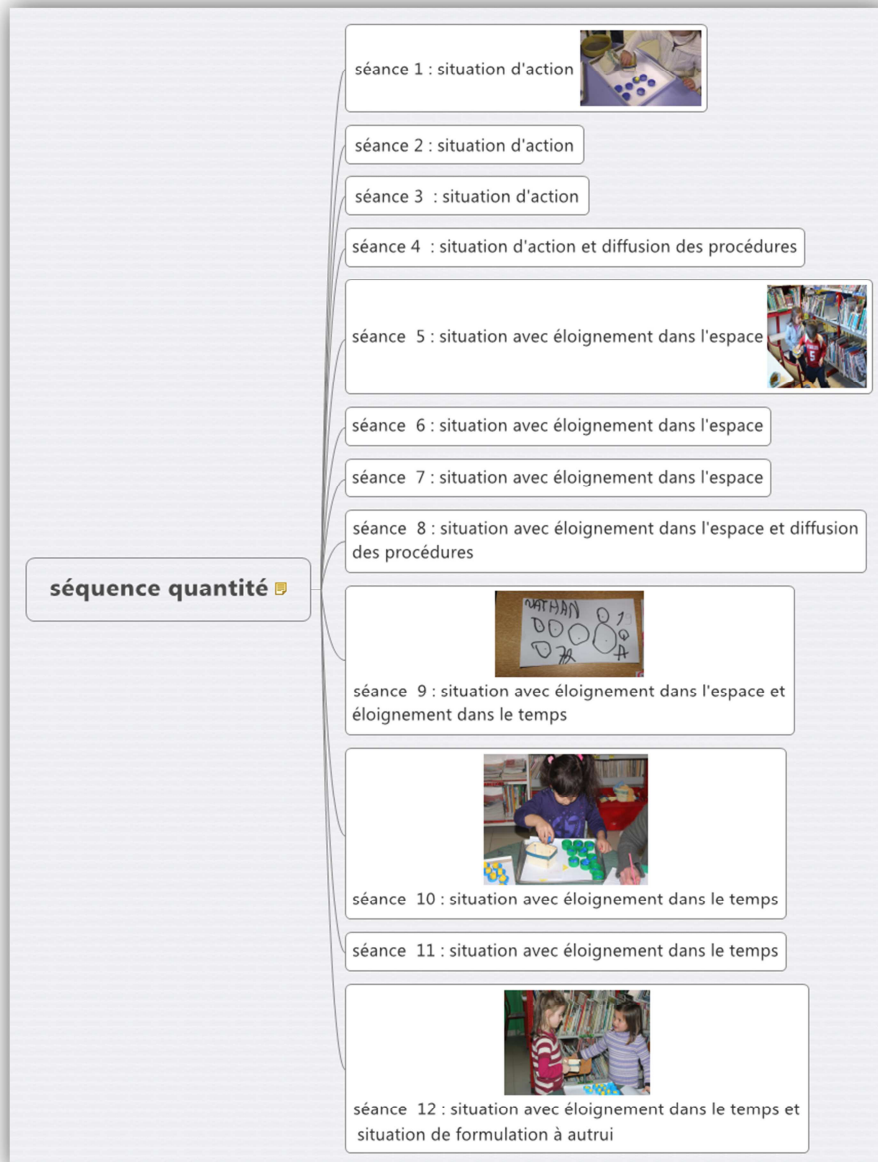 séance 1 : situation d'action
séance 2 : situation d'action
séance 3  : situation d'action
séance 4  : situation d'action et diffusion des procédures
séance  5 : situation avec éloignement dans l'espace
séance  6 : situation avec éloignement dans l'espace
séance  7 : situation avec éloignement dans l'espace
séance  8 : situation avec éloignement dans l'espace et diffusion
des procédures
séquence quantité
NATHAN
séance  9 : situation avec éloignement dans l'espace et
éloignement dans le temps
séance  10 : situation avec éloignement dans le temps
séance  11 : situation avec éloignement dans le temps
séance  12 : situation avec éloignement dans le temps et
situation de formulation à autrui